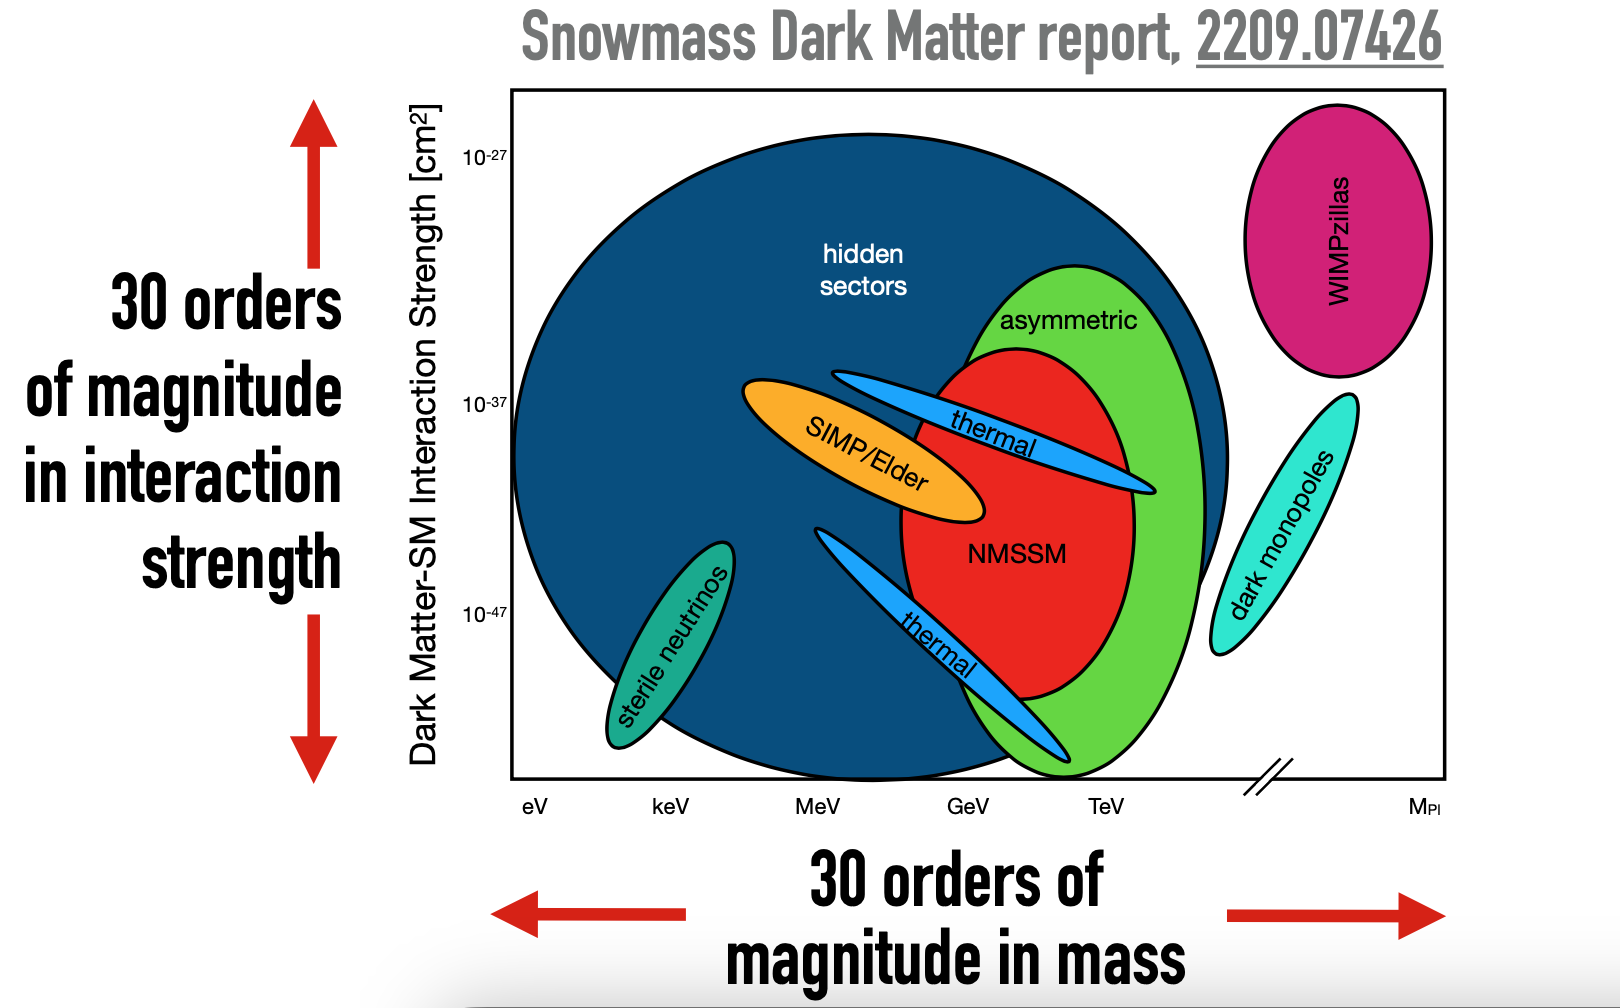 Snowmass Dark Matter report, 2209.07426
30 orders
of magnitude
in interaction
strength
Dark Matter-SM Interaction Strength [cm²]
10⁻²⁷
10⁻³⁷
10⁻⁴⁷
hidden
sectors
asymmetric
WIMPzillas
thermal
SIMP/Elder
NMSSM
dark monopoles
thermal
sterile neutrinos
eV keV MeV GeV TeV MPl
30 orders of
magnitude in mass